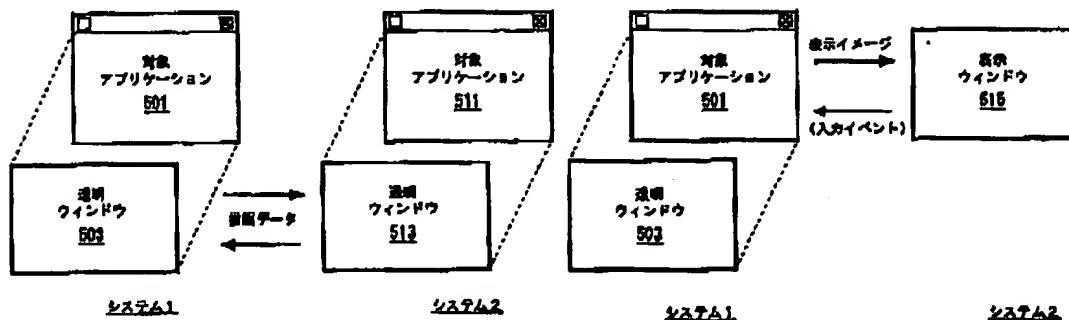 対象
アプリケーション
501
対象
アプリケーション
511
対象
アプリケーション
501
表示イメージ
(入力イベント)
表示
ウィンドウ
515
透明
ウィンドウ
503
データ
透明
ウィンドウ
513
透明
ウィンドウ
503
システム1
システム2
システム1
システム2